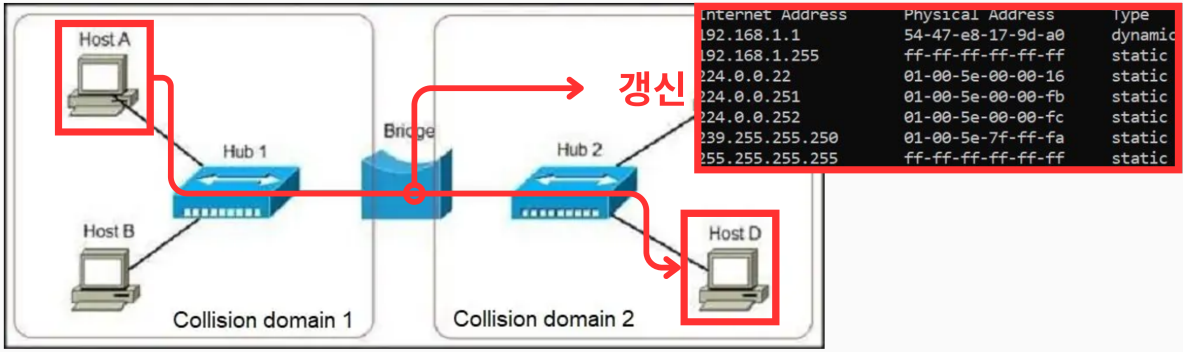 Host A
Hub 1
Bridge
Hub 2
Host B
Host D
Collision domain 1
Collision domain 2
갱신
Internet Address Physical Address Type
192.168.1.1 54-47-e8-17-9d-a0 dynamic
192.168.1.255 ff-ff-ff-ff-ff-ff static
224.0.0.22 01-00-5e-00-00-16 static
224.0.0.251 01-00-5e-00-00-fb static
224.0.0.252 01-00-5e-00-00-fc static
239.255.255.250 01-00-5e-7f-ff-fa static
255.255.255.255 ff-ff-ff-ff-ff-ff static